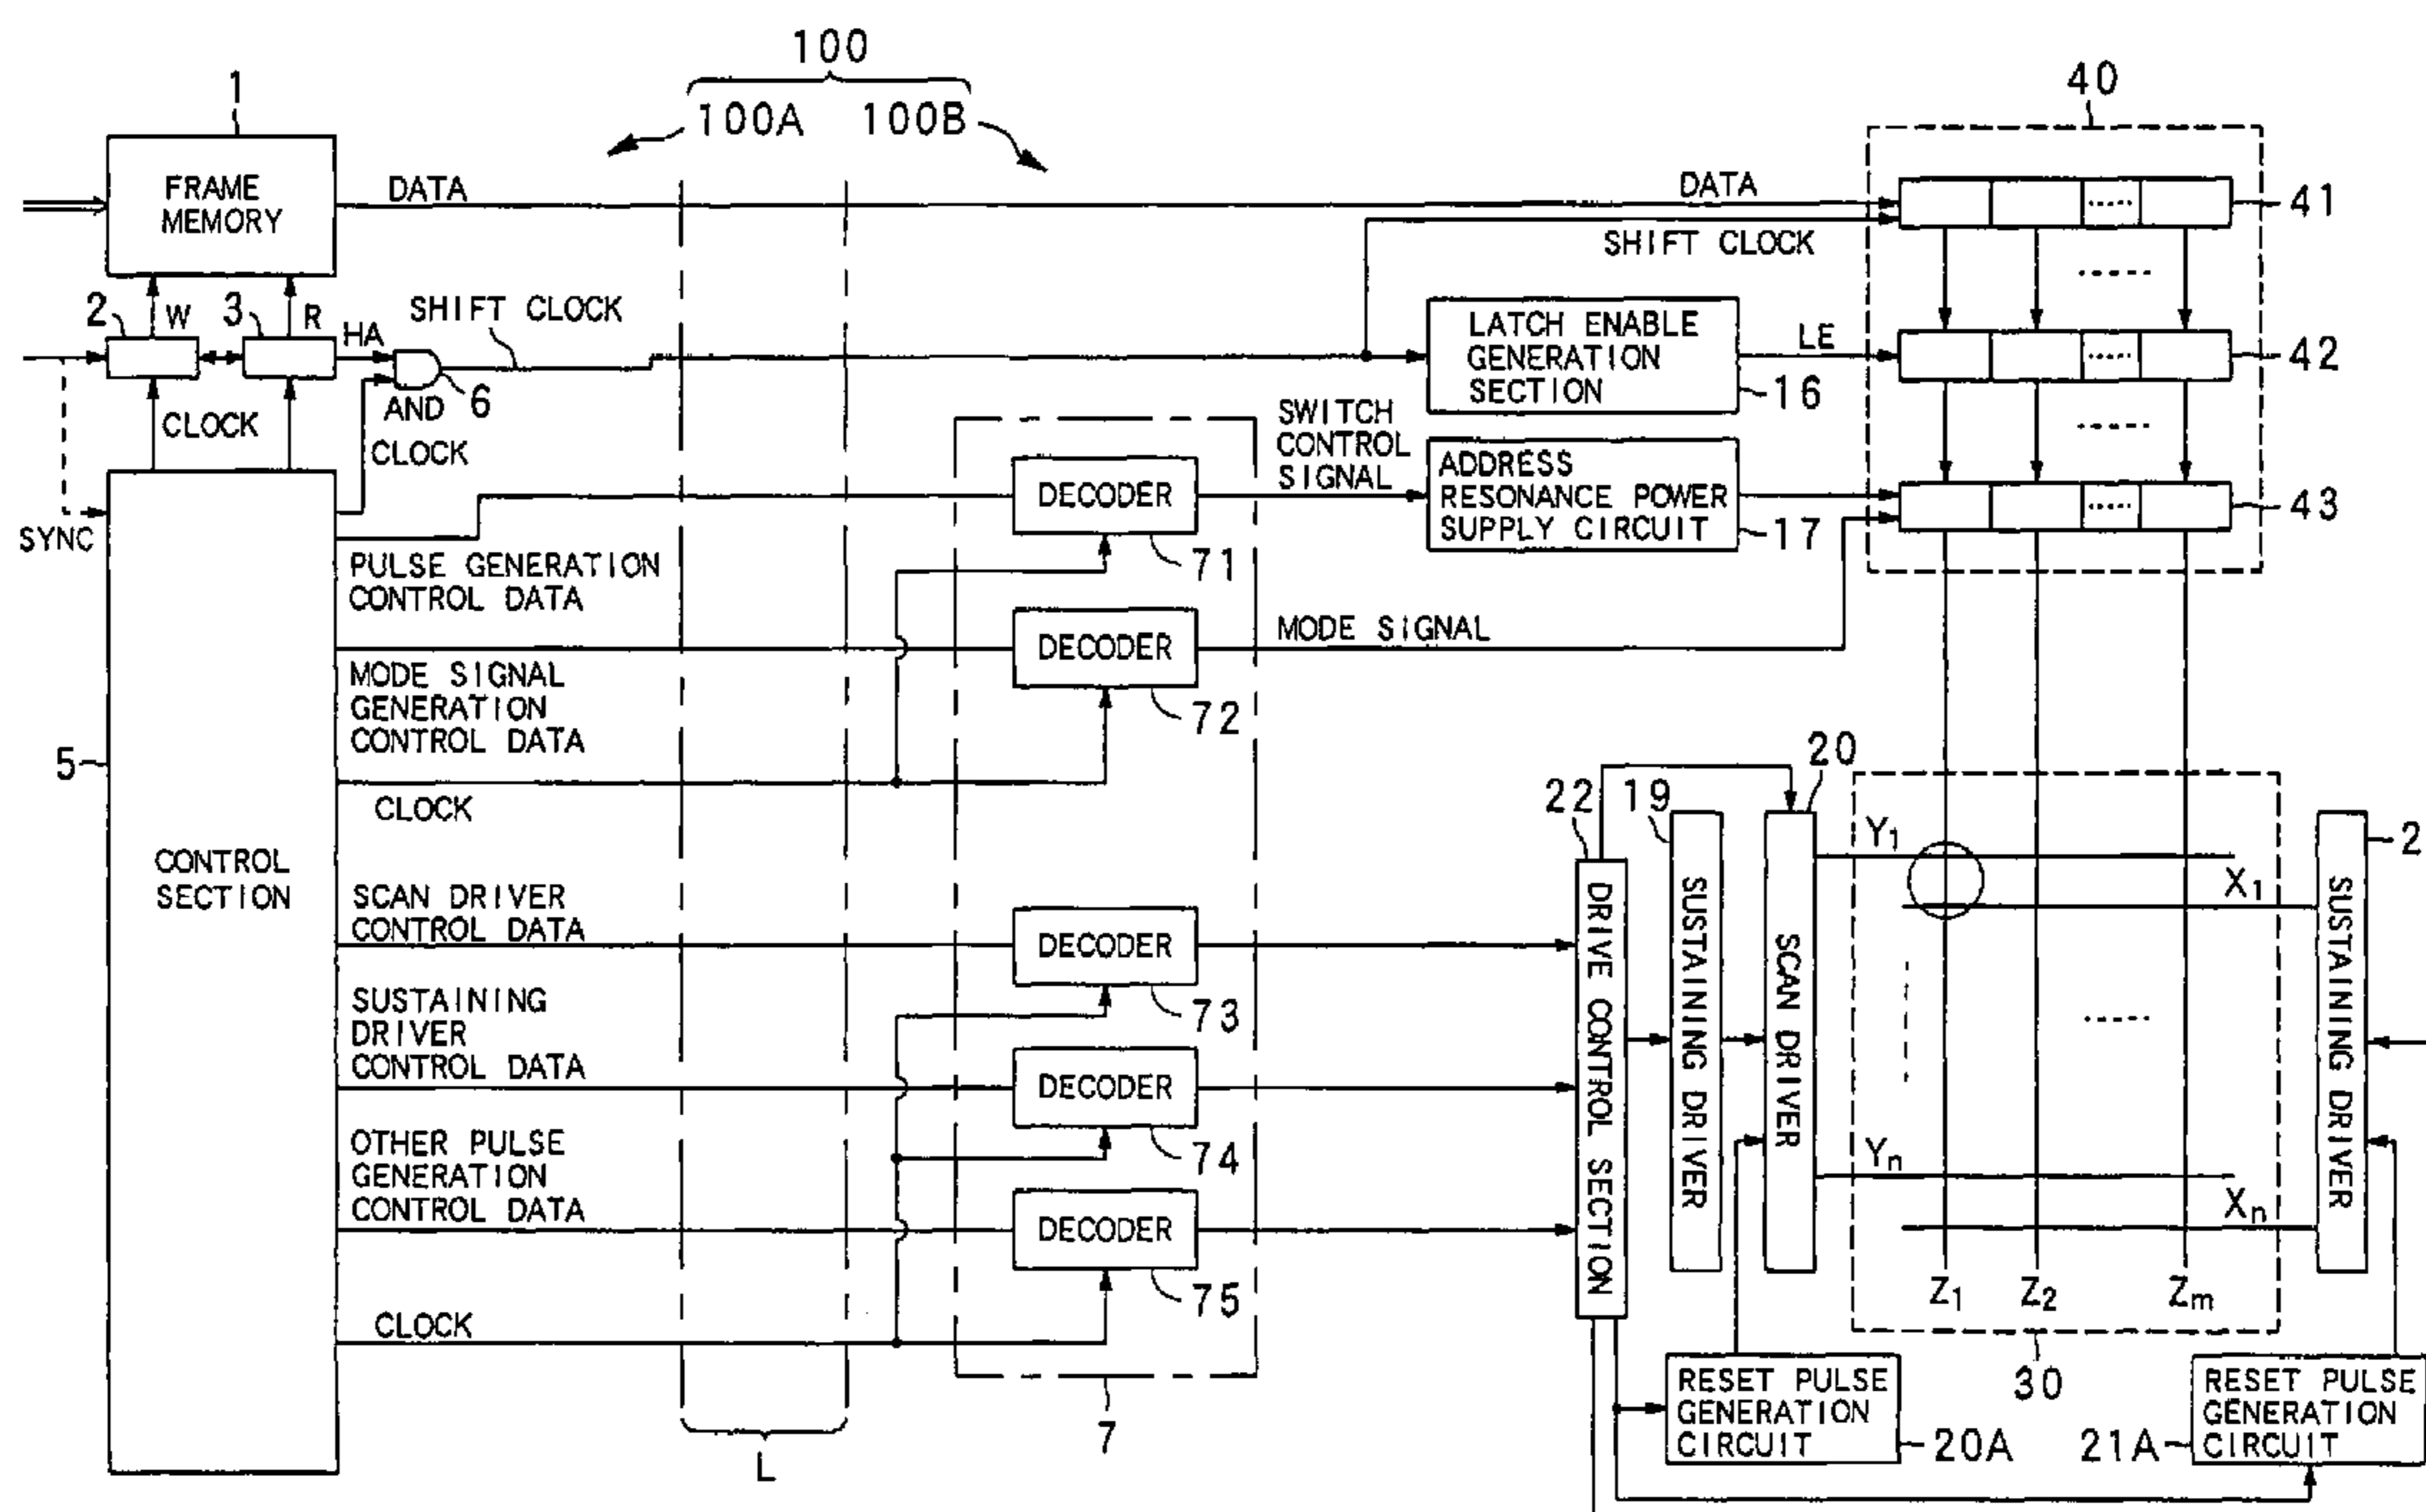 100
100A 100B
1
40
FRAME
MEMORY
DATA
DATA
41
SHIFT CLOCK
2 W 3 R HA
SHIFT CLOCK
LATCH ENABLE
GENERATION
SECTION
LE
42
16
AND 6
CLOCK
CLOCK
SWITCH
CONTROL
SIGNAL
ADDRESS
RESONANCE POWER
SUPPLY CIRCUIT
43
17
SYNC
DECODER
71
PULSE GENERATION
CONTROL DATA
DECODER
72
MODE SIGNAL
MODE SIGNAL
GENERATION
CONTROL DATA
5
CLOCK
CONTROL
SECTION
22 19 20
Y1
X1
2
SCAN DRIVER
CONTROL DATA
DECODER
73
SUSTAINING
DRIVER
CONTROL DATA
DECODER
74
OTHER PULSE
GENERATION
CONTROL DATA
DECODER
75
DRIVE CONTROL SECTION
SUSTAINING DRIVER
SCAN DRIVER
SUSTAINING DRIVER
Yn
Xn
Z1 Z2 Zm
CLOCK
L
7
30
RESET PULSE
GENERATION
CIRCUIT
20A
21A
RESET PULSE
GENERATION
CIRCUIT